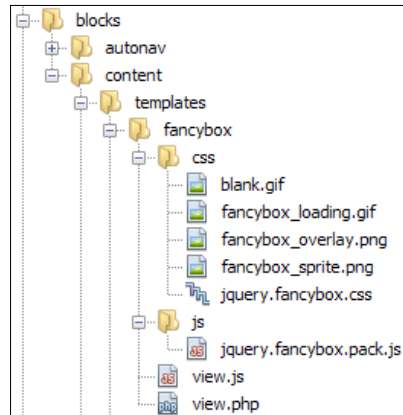 blocks
autonav
content
templates
fancybox
css
blank.gif
fancybox_loading.gif
fancybox_overlay.png
fancybox_sprite.png
jquery.fancybox.css
js
jquery.fancybox.pack.js
view.js
view.php